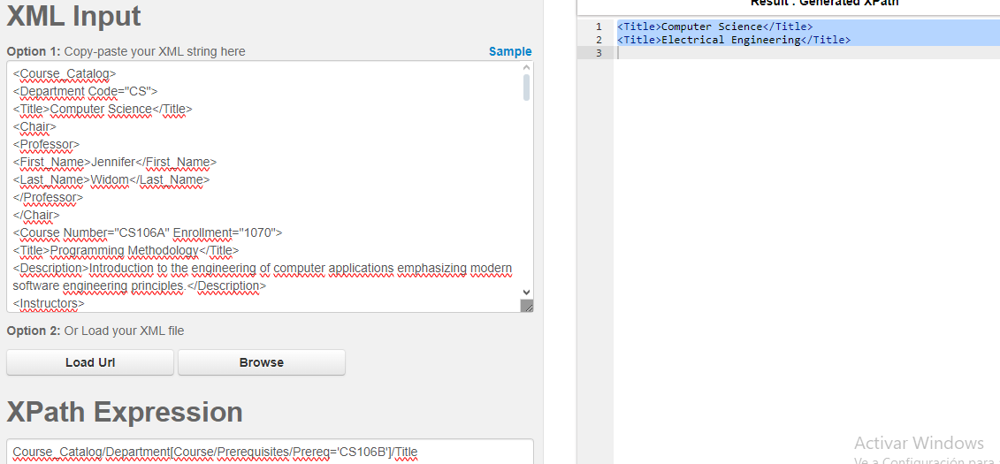 XML Input
Option 1: Copy-paste your XML string here
Sample
<Course_Catalog>
<Department Code="CS">
<Title>Computer Science</Title>
<Chair>
<Professor>
<First_Name>Jennifer</First_Name>
<Last_Name>Widom</Last_Name>
</Professor>
</Chair>
<Course Number="CS106A" Enrollment="1070">
<Title>Programming Methodology</Title>
<Description>Introduction to the engineering of computer applications emphasizing modern
software engineering principles.</Description>
<Instructors>
Option 2: Or Load your XML file
Load Url
Browse
XPath Expression
Course_Catalog/Department[Course/Prerequisites/Prereq='CS106B']/Title
Result : Generated XPath
1 <Title>Computer Science</Title>
2 <Title>Electrical Engineering</Title>
3
Activar Windows
Ve a Configuración para